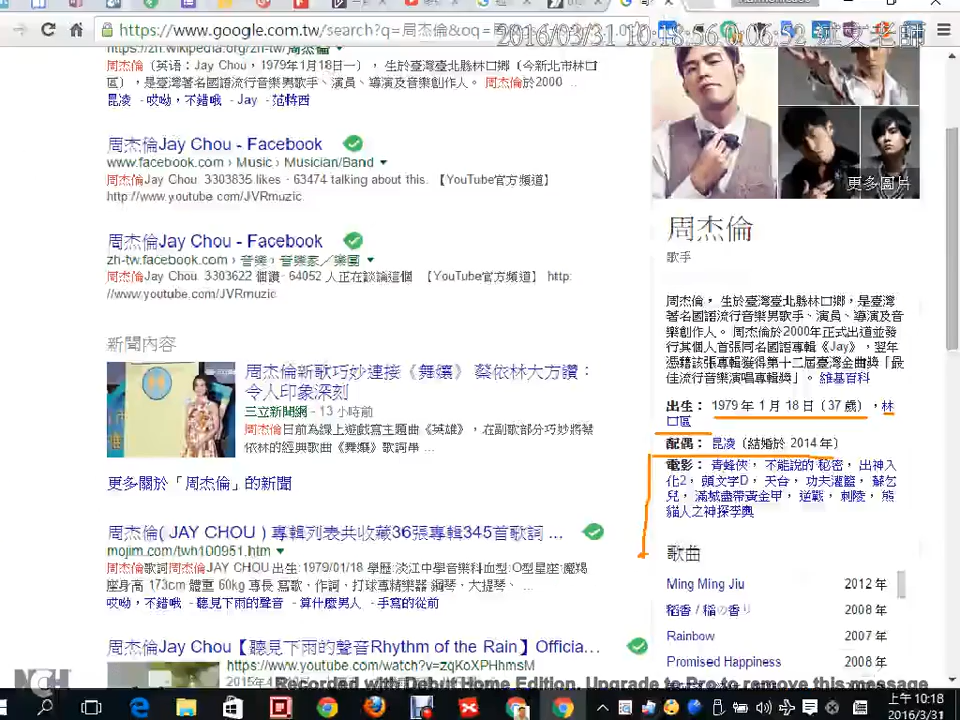 https://www.google.com.tw/search?q=周杰倫&oq=周
2016/03/31 10:18:56
https://zh.wikipedia.org/zh-tw/周杰倫
周杰倫（英語：Jay Chou，1979年1月18日—），生於臺灣臺北縣林口鄉（今新北市林口
區），是臺灣著名國語流行音樂男歌手、演員、導演及音樂創作人。 周杰倫於2000 ...
昆凌 - 哎呦，不錯哦 - Jay - 范特西
周杰倫Jay Chou - Facebook
www.facebook.com › Music › Musician/Band
周杰倫Jay Chou. 3303835 likes · 63474 talking about this. 【YouTube官方頻道】
http://www.youtube.com/JVRmuzic.
周杰倫Jay Chou - Facebook
zh-tw.facebook.com › 音樂 › 音樂家／樂團
周杰倫Jay Chou. 3303622 個讚 · 64052 人正在談論這個. 【YouTube官方頻道】 http:
//www.youtube.com/JVRmuzic
新聞內容
周杰倫新歌巧妙連接《舞孃》 蔡依林大方讚：
令人印象深刻
三立新聞網 - 13 小時前
周杰倫日前為線上遊戲寫主題曲《英雄》，在副歌部分巧妙將蔡
依林的經典歌曲《舞孃》歌詞串 ...
更多關於「周杰倫」的新聞
周杰倫( JAY CHOU ) 專輯列表共收藏36張專輯345首歌詞 ...
mojim.com/twh100951.htm
周杰倫歌詞周杰倫JAY CHOU 出生:1979/01/18 學歷:淡江中學音樂科血型:O型星座:魔羯
座身高 173cm 體重 60kg 專長 寫歌、作詞、打球專精樂器 鋼琴、大提琴、 ...
哎呦，不錯哦 - 聽見下雨的聲音 - 算什麼男人 - 手寫的從前
周杰倫Jay Chou【聽見下雨的聲音Rhythm of the Rain】Officia...
https://www.youtube.com/watch?v=zqKoXPHhmsM
更多圖片
周杰倫
歌手
周杰倫， 生於臺灣臺北縣林口鄉，是臺灣
著名國語流行音樂男歌手、演員、導演及音
樂創作人。 周杰倫於2000年正式出道並發
行其個人首張同名國語專輯《Jay》，翌年
憑藉該張專輯獲得第十二屆臺灣金曲獎「最
佳流行音樂演唱專輯獎」。 維基百科
出生： 1979 年 1 月 18 日（37 歲），林
口區
配偶： 昆凌（結婚於 2014 年）
電影： 青蜂俠， 不能說的·秘密， 出神入
化2， 頭文字D， 天台， 功夫灌籃， 蘇乞
兒， 滿城盡帶黃金甲， 逆戰， 刺陵， 熊
貓人之神探李奧
歌曲
Ming Ming Jiu 2012 年
稻香 / 稲の香り 2008 年
Rainbow 2007 年
Promised Happiness 2008 年
NCH
Recorded with Debut Home Edition. Upgrade to Pro to remove this message
上午 10:18
2016/3/31